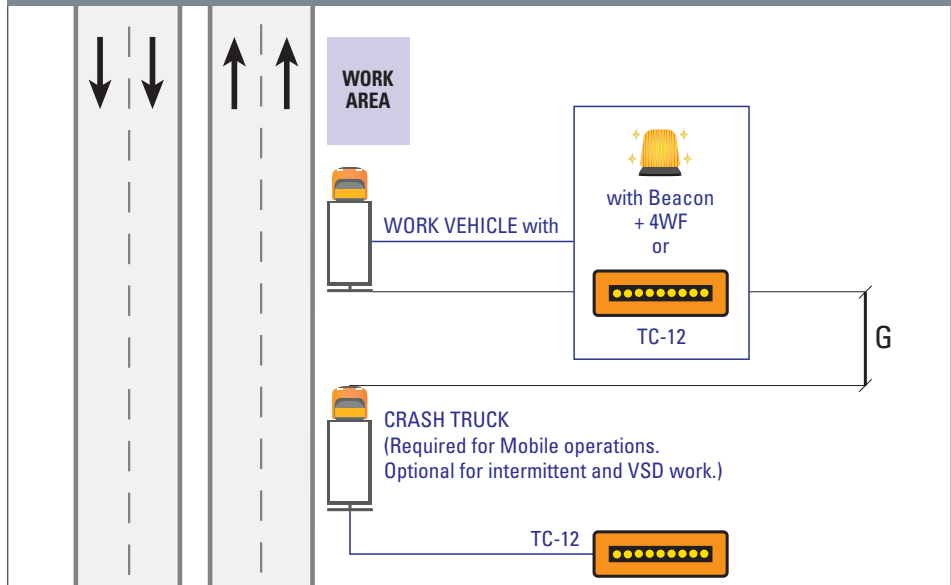 WORK
AREA
with Beacon
+ 4WF
or
WORK VEHICLE with
TC-12
G
CRASH TRUCK
(Required for Mobile operations.
Optional for intermittent and VSD work.)
TC-12